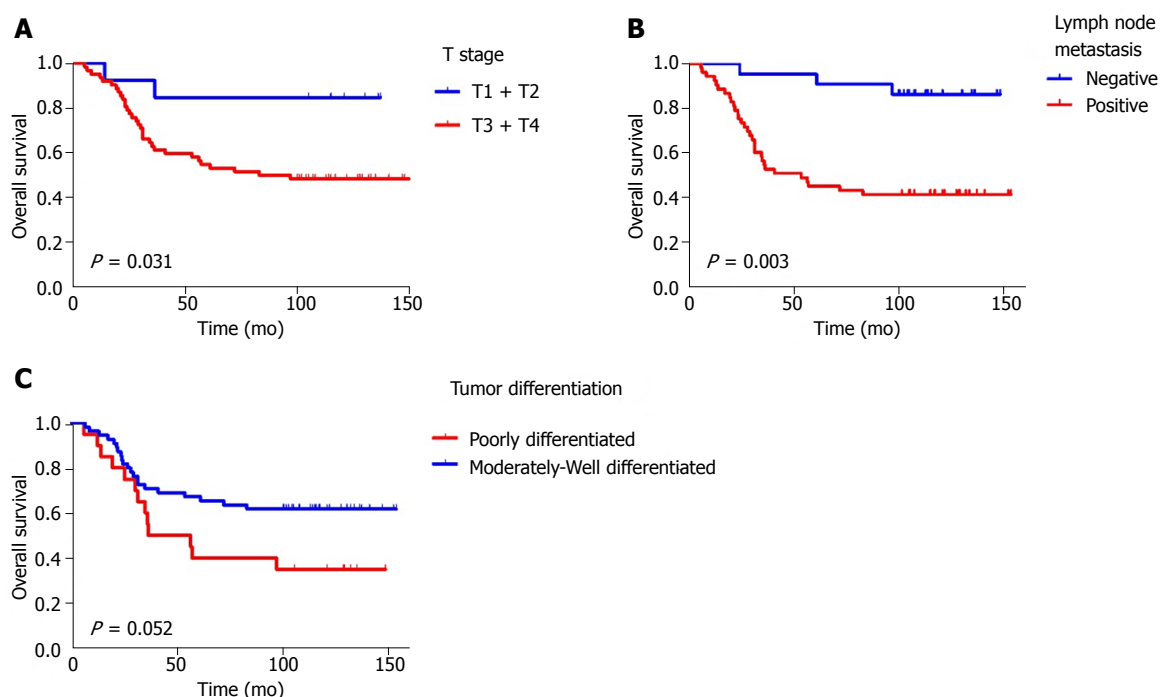 A
T stage
T1 + T2
T3 + T4
Overall survival
1.0
0.8
0.6
0.4
0.2
0.0
P = 0.031
0 50 100 150
Time (mo)
B
Lymph node
metastasis
Negative
Positive
Overall survival
1.0
0.8
0.6
0.4
0.2
0.0
P = 0.003
0 50 100 150
Time (mo)
C
Tumor differentiation
Poorly differentiated
Moderately-Well differentiated
Overall survival
1.0
0.8
0.6
0.4
0.2
0.0
P = 0.052
0 50 100 150
Time (mo)